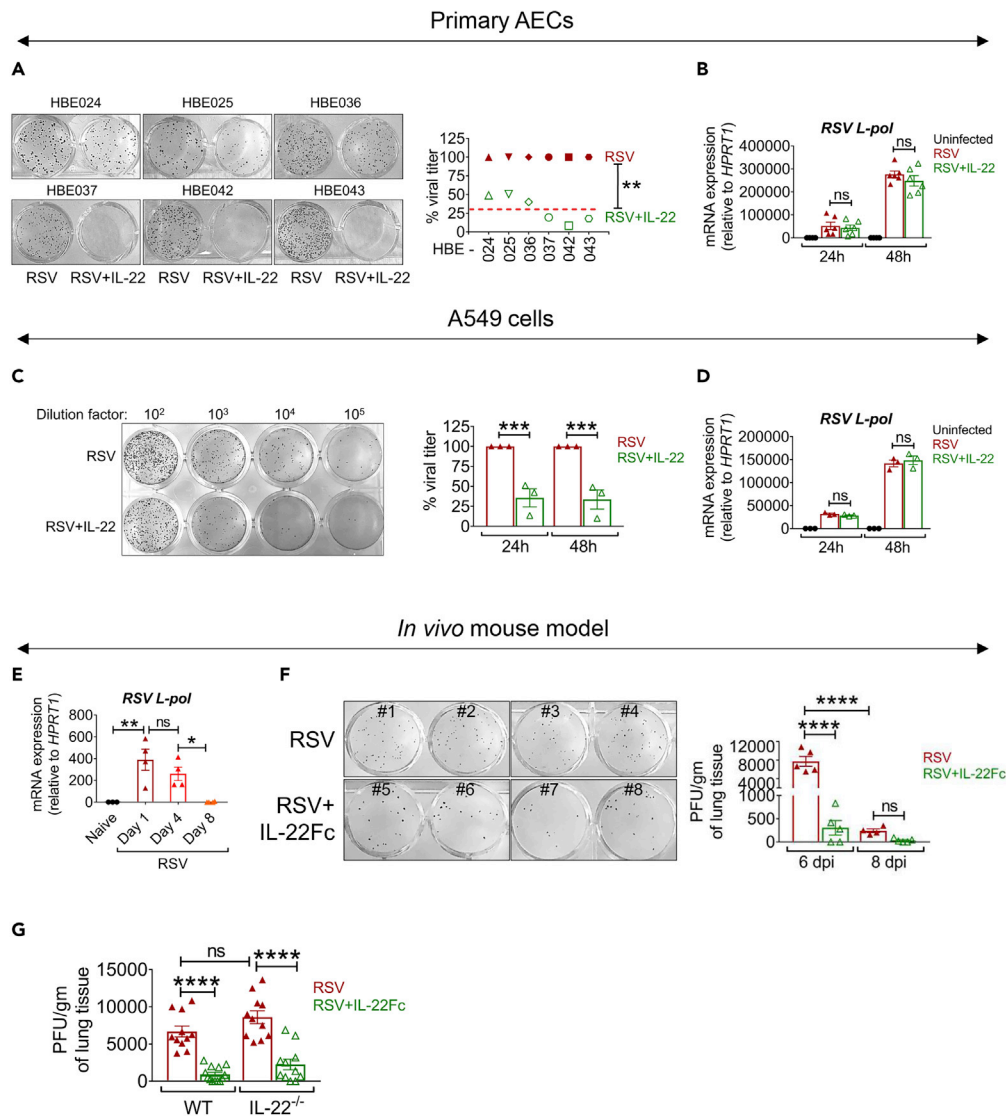 Primary AECs
A
HBE024 HBE025 HBE036
HBE037 HBE042 HBE043
RSV RSV+IL-22 RSV RSV+IL-22 RSV RSV+IL-22
% viral titer
125
100
75
50
25
0
RSV
**
RSV+IL-22
HBE - 024 025 036 037 042 043
B
RSV L-pol
mRNA expression
(relative to HPRT1)
400000
300000
200000
100000
0
ns
ns
Uninfected
RSV
RSV+IL-22
24h 48h
A549 cells
C
Dilution factor: 10² 10³ 10⁴ 10⁵
RSV
RSV+IL-22
% viral titer
125
100
75
50
25
0
*** ***
RSV
RSV+IL-22
24h 48h
D
RSV L-pol
mRNA expression
(relative to HPRT1)
200000
150000
100000
50000
0
ns
ns
Uninfected
RSV
RSV+IL-22
24h 48h
In vivo mouse model
E
RSV L-pol
mRNA expression
(relative to HPRT1)
800
600
400
200
0
** ns
*
Naive Day 1 Day 4 Day 8
RSV
F
#1 #2 #3 #4
RSV
#5 #6 #7 #8
RSV+
IL-22Fc
PFU/gm
of lung tissue
12000
8000
4000
1000
500
0
****
****
ns
RSV
RSV+IL-22Fc
6 dpi 8 dpi
G
PFU/gm
of lung tissue
15000
10000
5000
0
ns
**** ****
RSV
RSV+IL-22Fc
WT IL-22⁻/⁻